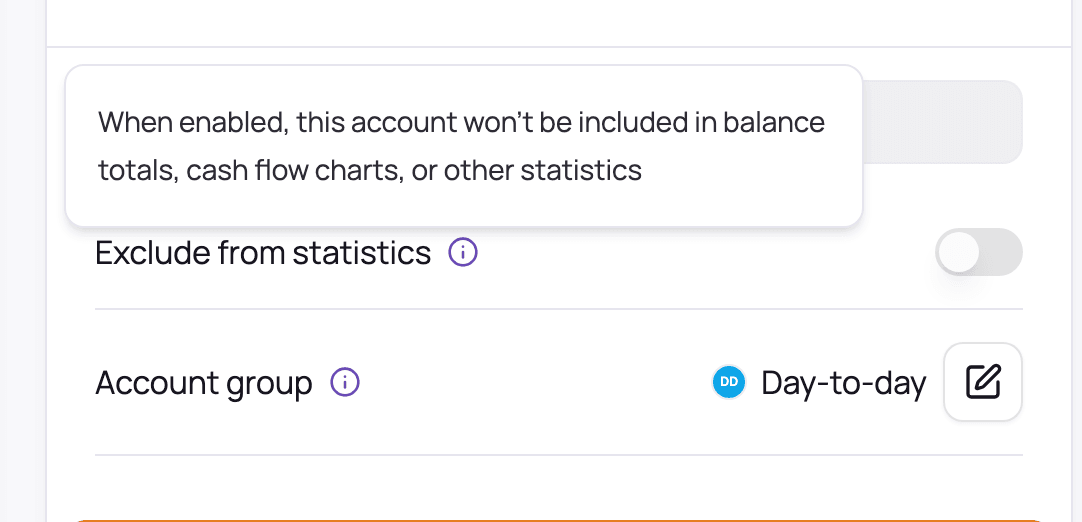 When enabled, this account won’t be included in balance
totals, cash flow charts, or other statistics
Exclude from statistics
Account group DD Day-to-day